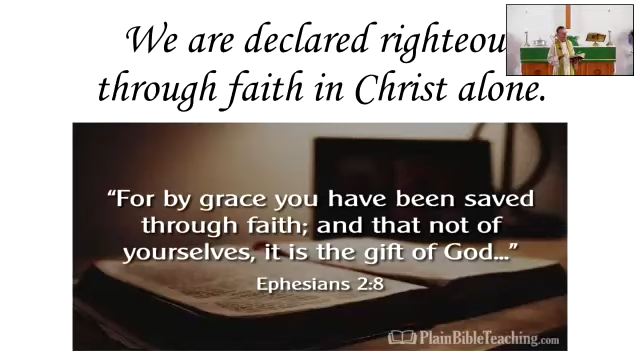 We are declared righteou
through faith in Christ alone.
“For by grace you have been saved
through faith; and that not of
yourselves, it is the gift of God...”
Ephesians 2:8
PlainBibleTeaching.com